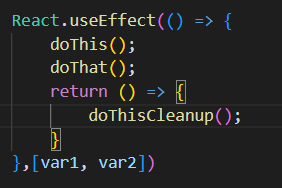 React.useEffect(() => {
    doThis();
    doThat();
    return () => {
        doThisCleanup();
    }
},[var1, var2])